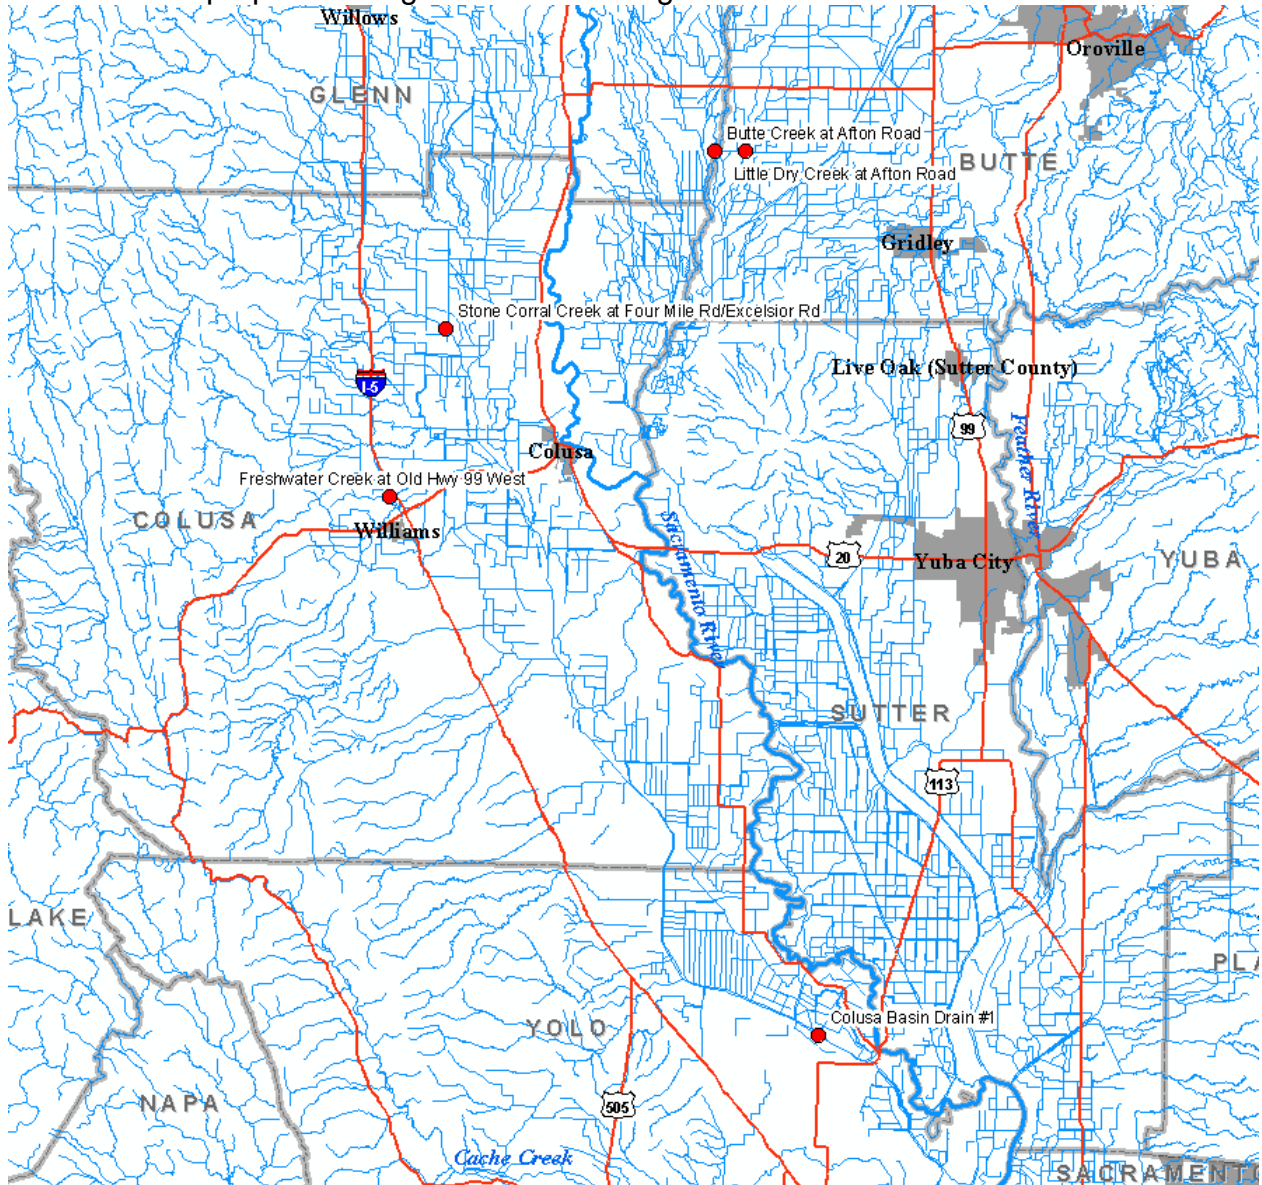 Willows
Oroville
GLENN
Butte Creek at Afton Road
BUTTE
Little Dry Creek at Afton Road
Gridley
Stone Corral Creek at Four Mile Rd/Excelsior Rd
Live Oak (Sutter County)
I-5
99
Feather River
Colusa
Freshwater Creek at Old Hwy 99 West
COLUSA
Williams
Sacramento River
20
Yuba City
YUBA
SUTTER
113
LAKE
PLA
Colusa Basin Drain #1
YOLO
NAPA
505
Cache Creek
SACRAMENTO